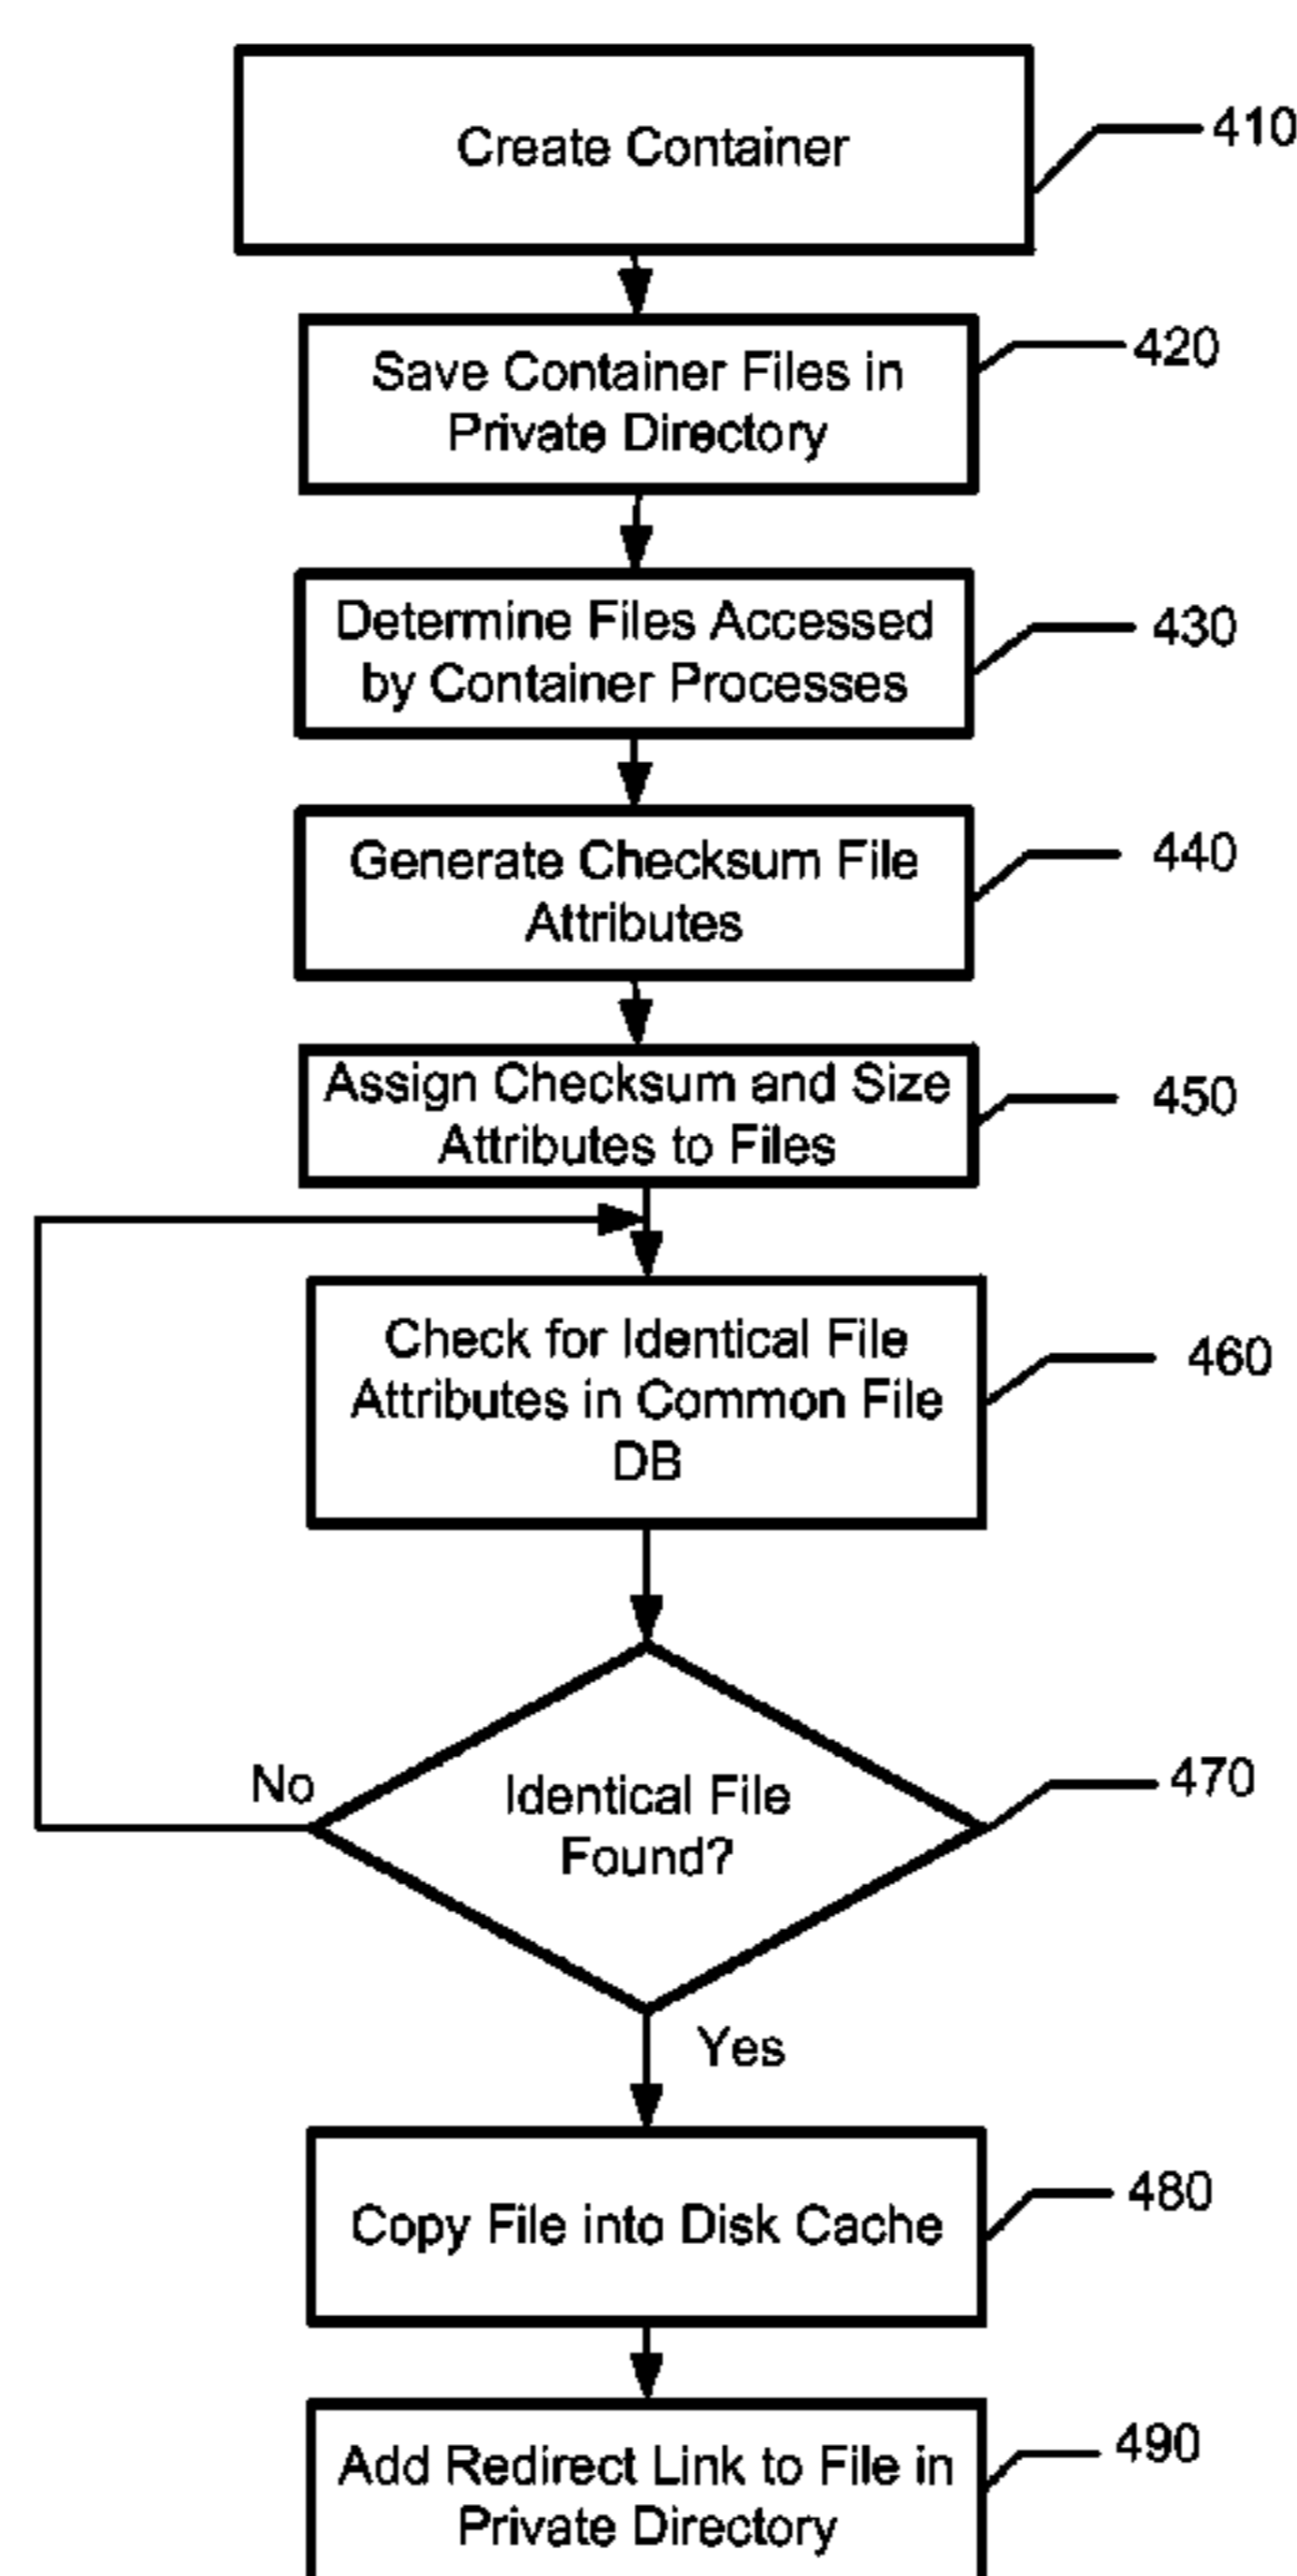 Create Container
410
Save Container Files in
Private Directory
420
Determine Files Accessed
by Container Processes
430
Generate Checksum File
Attributes
440
Assign Checksum and Size
Attributes to Files
450
Check for Identical File
Attributes in Common File
DB
460
No
Identical File
Found?
470
Yes
Copy File into Disk Cache
480
Add Redirect Link to File in
Private Directory
490